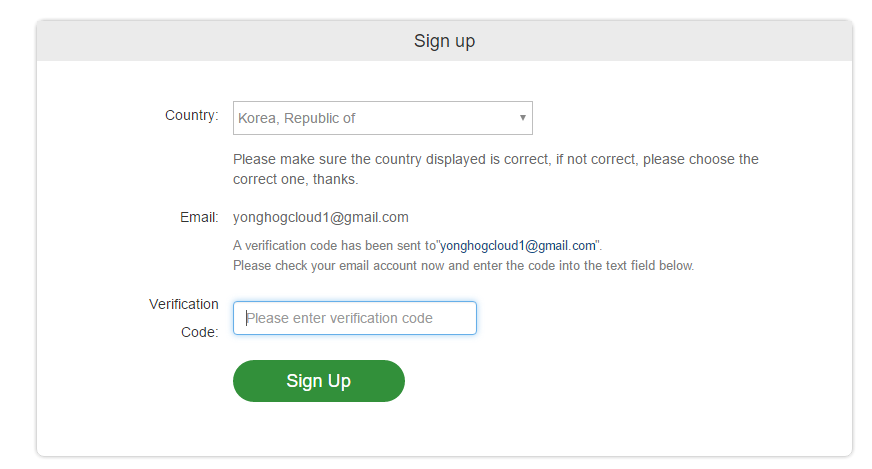 Sign up
Country:
Korea, Republic of
Please make sure the country displayed is correct, if not correct, please choose the
correct one, thanks.
Email:
yonghogcloud1@gmail.com
A verification code has been sent to"yonghogcloud1@gmail.com".
Please check your email account now and enter the code into the text field below.
Verification
Code:
Please enter verification code
Sign Up